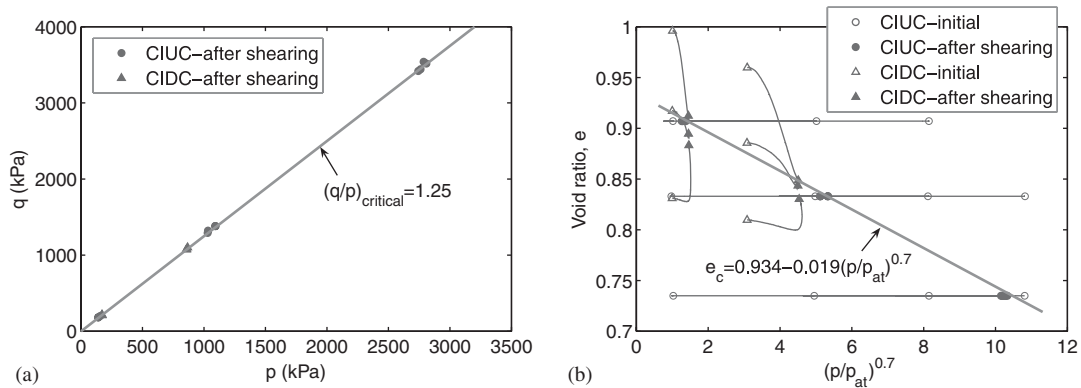 4000
3000
2000
1000
0
q (kPa)
CIUC–after shearing
CIDC–after shearing
(q/p)critical=1.25
0 500 1000 1500 2000 2500 3000 3500
p (kPa)
(a)
1
0.95
0.9
0.85
0.8
0.75
0.7
Void ratio, e
CIUC–initial
CIUC–after shearing
CIDC–initial
CIDC–after shearing
ec=0.934–0.019(p/pat)0.7
0 2 4 6 8 10 12
(p/pat)0.7
(b)